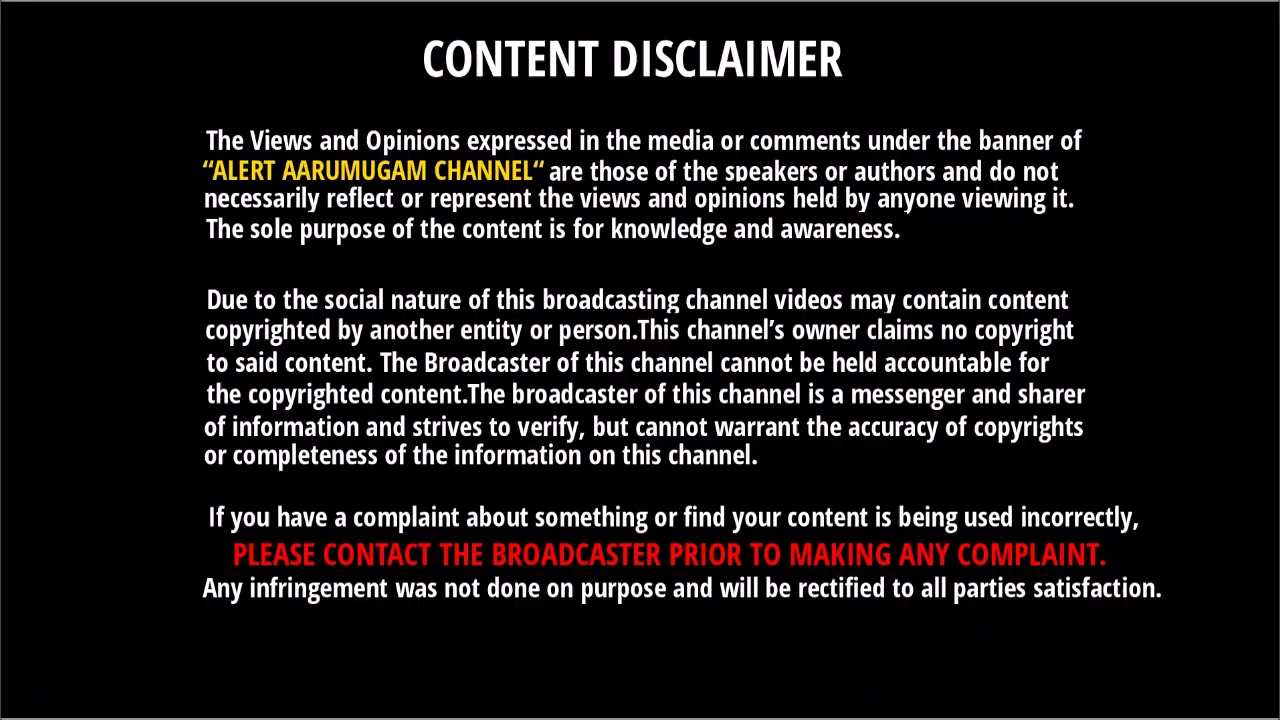 CONTENT DISCLAIMER
The Views and Opinions expressed in the media or comments under the banner of
“ALERT AARUMUGAM CHANNEL“ are those of the speakers or authors and do not
necessarily reflect or represent the views and opinions held by anyone viewing it.
The sole purpose of the content is for knowledge and awareness.
Due to the social nature of this broadcasting channel videos may contain content
copyrighted by another entity or person.This channel’s owner claims no copyright
to said content. The Broadcaster of this channel cannot be held accountable for
the copyrighted content.The broadcaster of this channel is a messenger and sharer
of information and strives to verify, but cannot warrant the accuracy of copyrights
or completeness of the information on this channel.
If you have a complaint about something or find your content is being used incorrectly,
PLEASE CONTACT THE BROADCASTER PRIOR TO MAKING ANY COMPLAINT.
Any infringement was not done on purpose and will be rectified to all parties satisfaction.